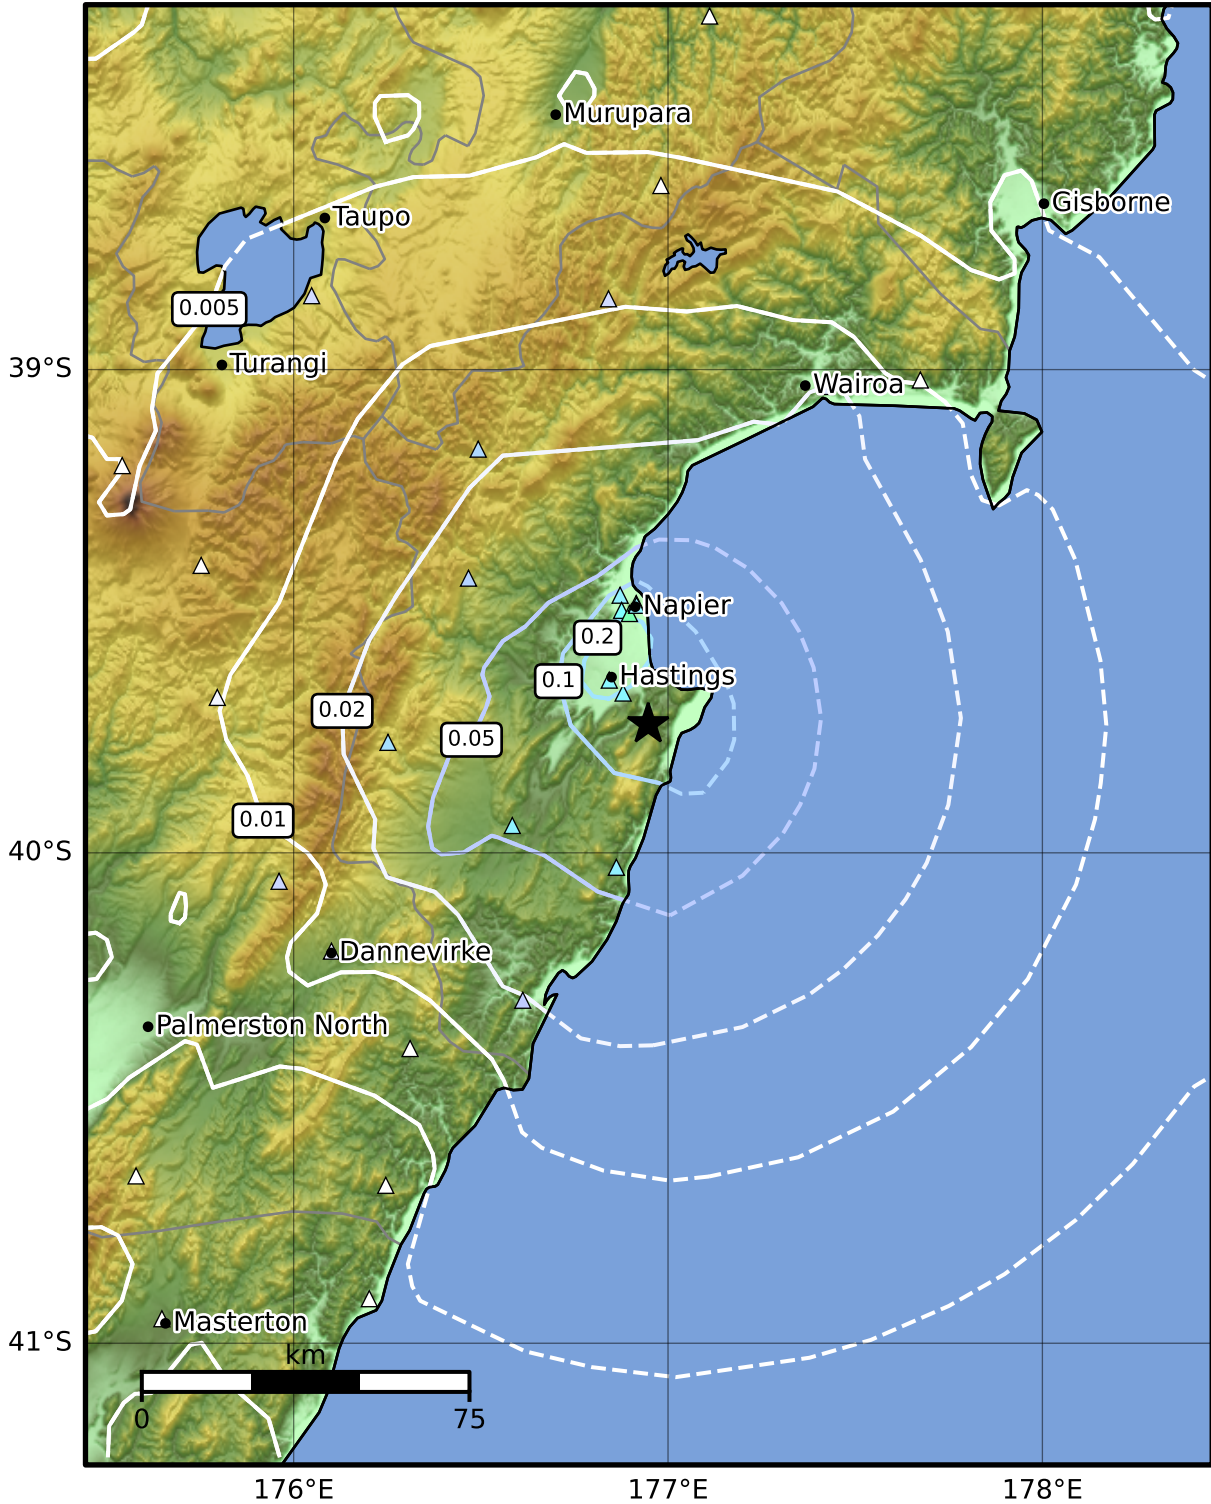 Murupara
Taupo
Gisborne
0.005
Turangi
39°S
Wairoa
Napier
0.2
Hastings
0.1
0.02
0.05
0.01
40°S
Dannevirke
Palmerston North
Masterton
41°S
km
0
75
176°E
177°E
178°E